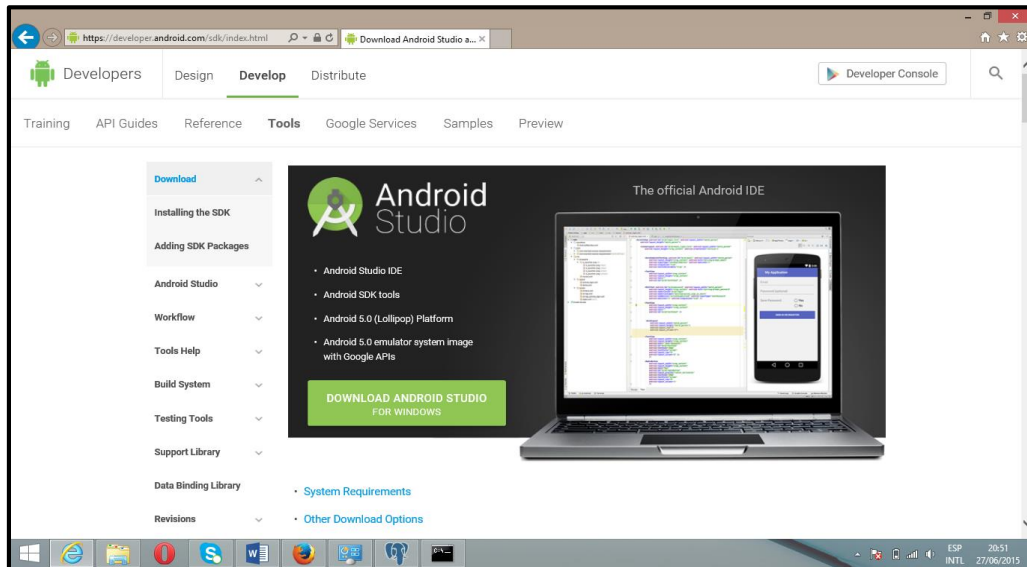 https://developer.android.com/sdk/index.html
Download Android Studio a...
Developers
Design
Develop
Distribute
Developer Console
Training
API Guides
Reference
Tools
Google Services
Samples
Preview
Download
Installing the SDK
Adding SDK Packages
Android Studio
Workflow
Tools Help
Build System
Testing Tools
Support Library
Data Binding Library
Revisions
Android
Studio
The official Android IDE
• Android Studio IDE
• Android SDK tools
• Android 5.0 (Lollipop) Platform
• Android 5.0 emulator system image
with Google APIs
DOWNLOAD ANDROID STUDIO
FOR WINDOWS
My Application
• System Requirements
• Other Download Options
ESP
INTL
20:51
27/06/2015